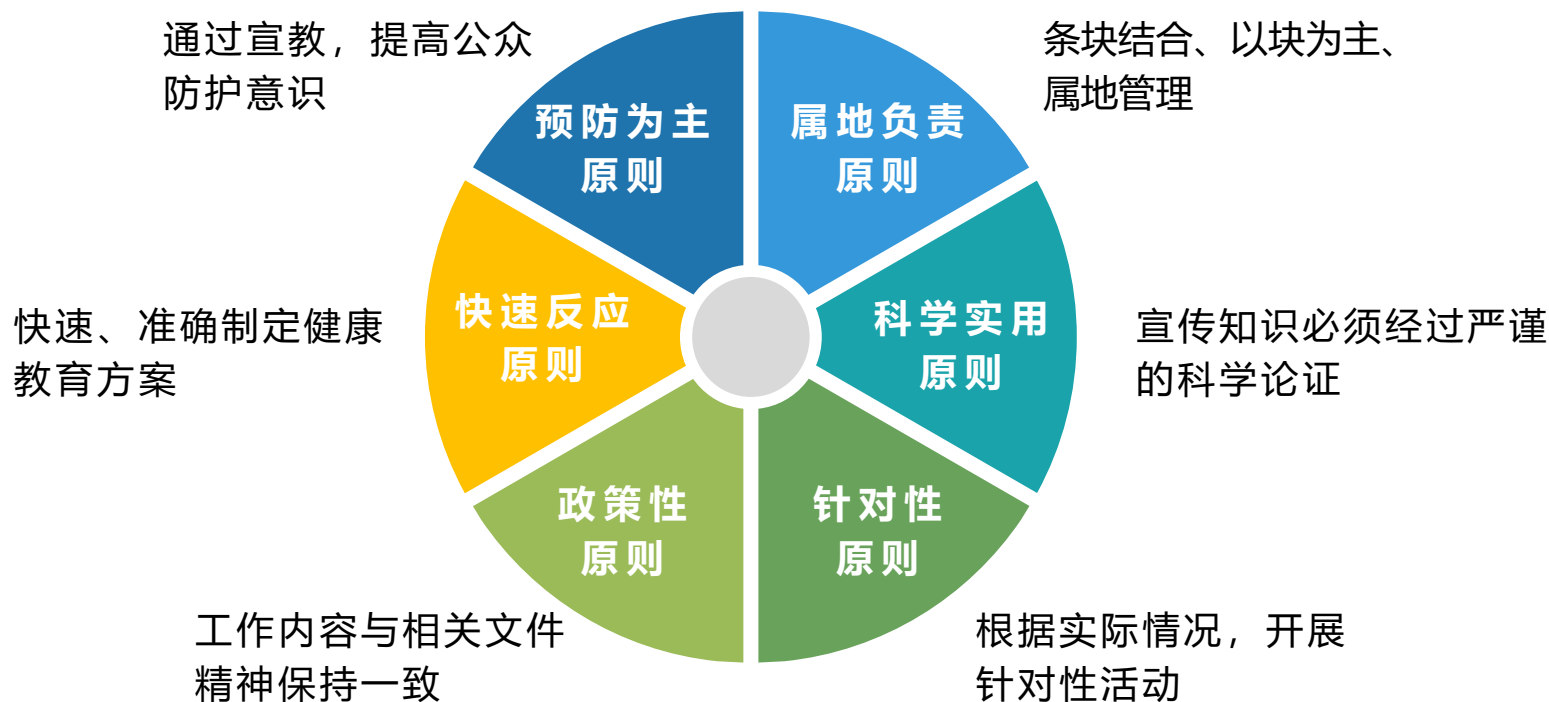 通过宣教，提高公众
防护意识
预防为主
原则
属地负责
原则
条块结合、以块为主、
属地管理
快速、准确制定健康
教育方案
快速反应
原则
科学实用
原则
宣传知识必须经过严谨
的科学论证
政策性
原则
工作内容与相关文件
精神保持一致
针对性
原则
根据实际情况，开展
针对性活动